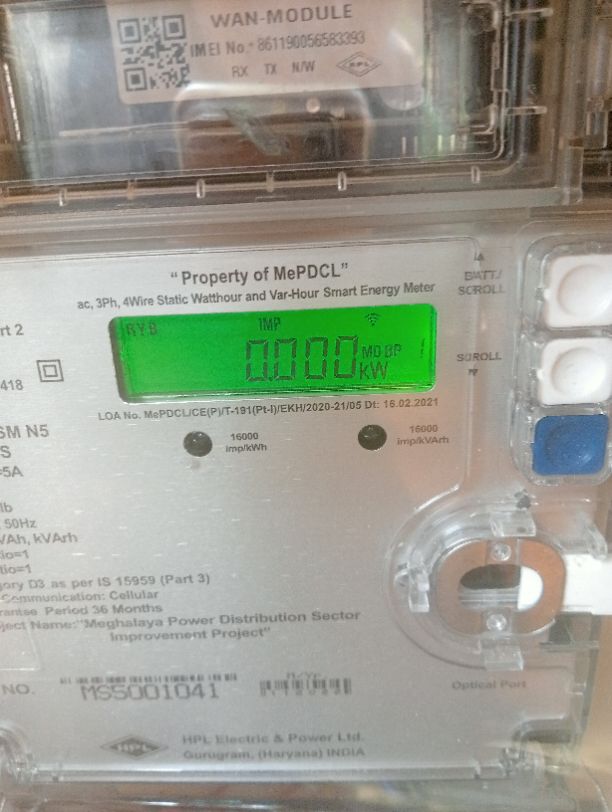 WAN-MODULE
IMEI No.- 861190056583393
RX TX N/W
HPL
"Property of MePDCL"
BATT./
SCROLL
ac, 3Ph, 4Wire Static Watthour and Var-Hour Smart Energy Meter
rt 2
RYB IMP
0.000 MD BP
kW
SCROLL
418
LOA No. MePDCL/CE(P)/T-191(Pt-I)/EKH/2020-21/05 Dt: 16.02.2021
SM N5
S
=5A
16000
imp/kWh
16000
imp/kVArh
lb
, 50Hz
VAh, kVArh
tio=1
tio=1
ory D3 as per IS 15959 (Part 3)
Communication: Cellular
rantee Period 36 Months
ject Name:"Meghalaya Power Distribution Sector
Improvement Project"
NO. MS5001041
Optical Port
HPL
HPL Electric & Power Ltd.
Gurugram, (Haryana) INDIA